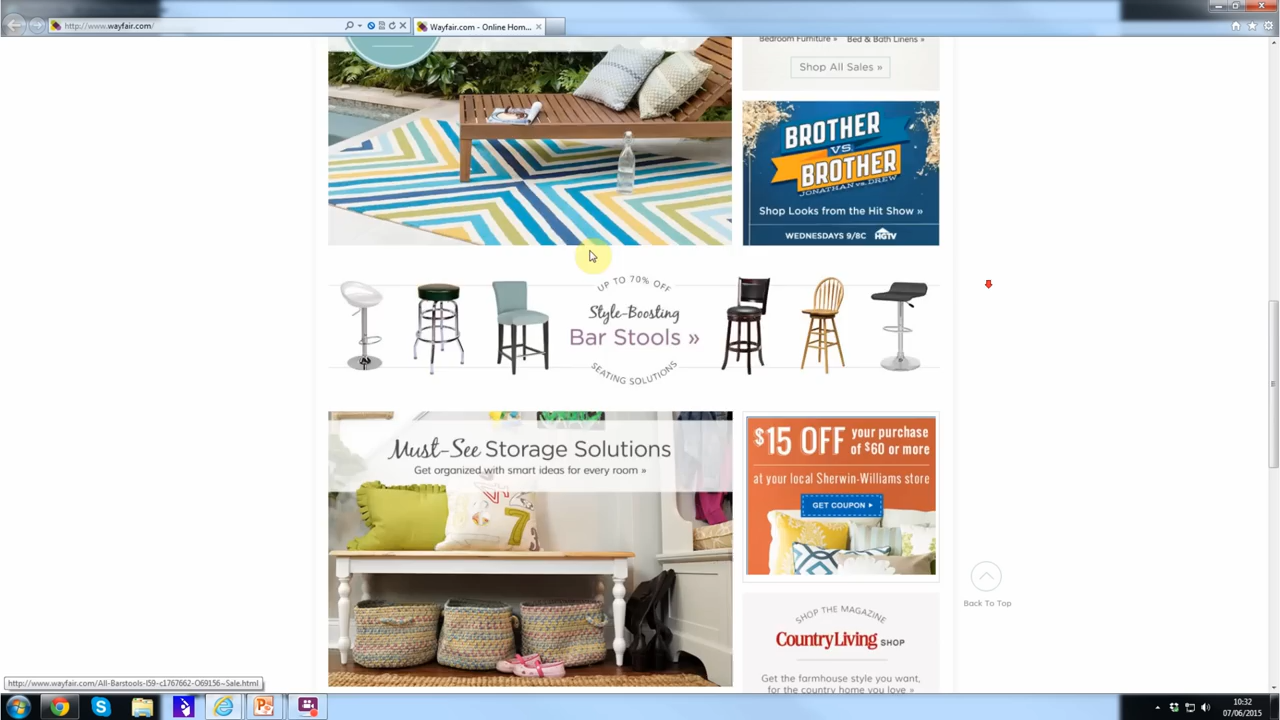 http://www.wayfair.com/
Wayfair.com - Online Hom...
Bedroom Furniture »
Bed & Bath Linens »
Shop All Sales »
BROTHER
VS.
BROTHER
JONATHAN vs. DREW
Shop Looks from the Hit Show »
WEDNESDAYS 9/8C HGTV
UP TO 70% OFF
Style-Boosting
Bar Stools »
SEATING SOLUTIONS
Must-See Storage Solutions
Get organized with smart ideas for every room »
$15 OFF your purchase
of $60 or more
at your local Sherwin-Williams store
GET COUPON
Back To Top
SHOP THE MAGAZINE
Country Living SHOP
Get the farmhouse style you want,
for the country home you love »
http://www.wayfair.com/All-Barstools-l59-c1767662-O69156~Sale.html
10:32
07/06/2015